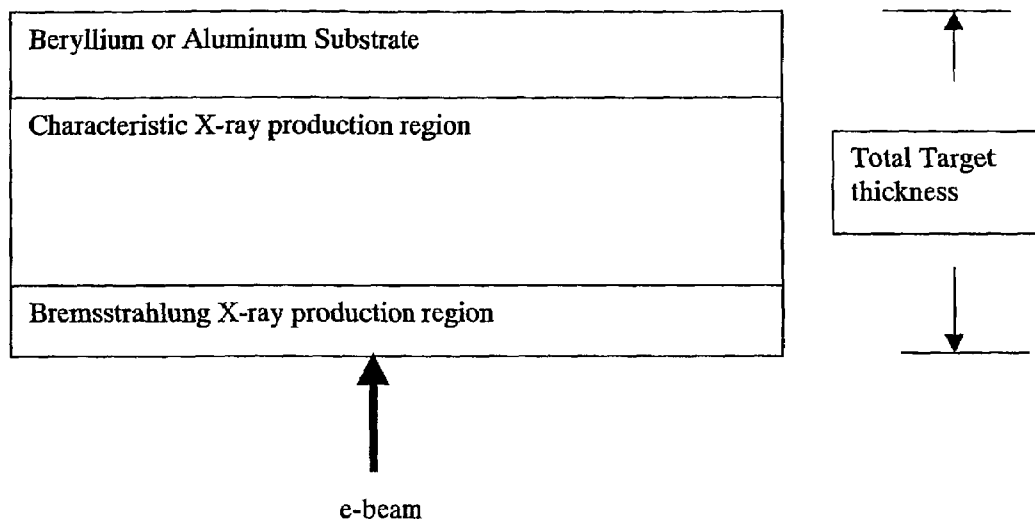 Beryllium or Aluminum Substrate
Characteristic X-ray production region
Total Target
thickness
Bremsstrahlung X-ray production region
e-beam